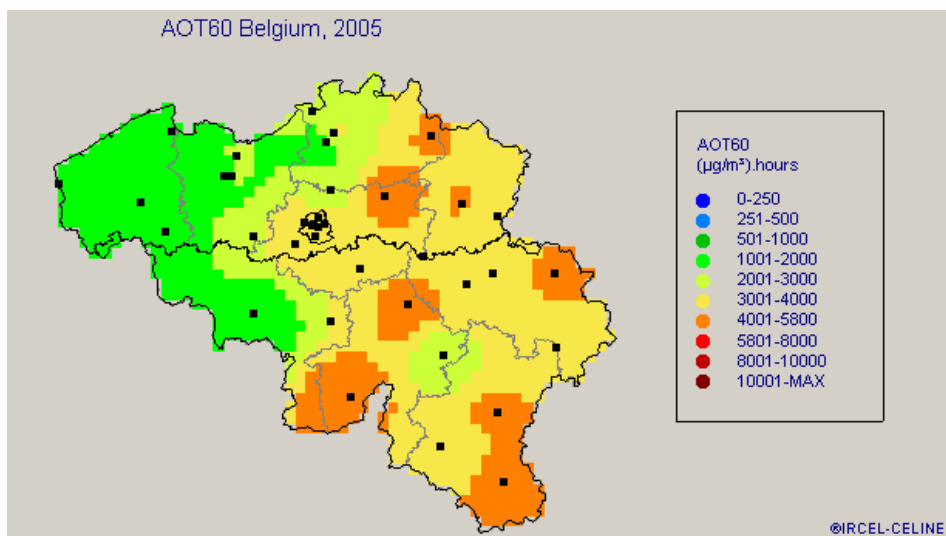 AOT60 Belgium, 2005
AOT60
(µg/m³).hours
0-250
251-500
501-1000
1001-2000
2001-3000
3001-4000
4001-5800
5801-8000
8001-10000
10001-MAX
®IRCEL-CELINE